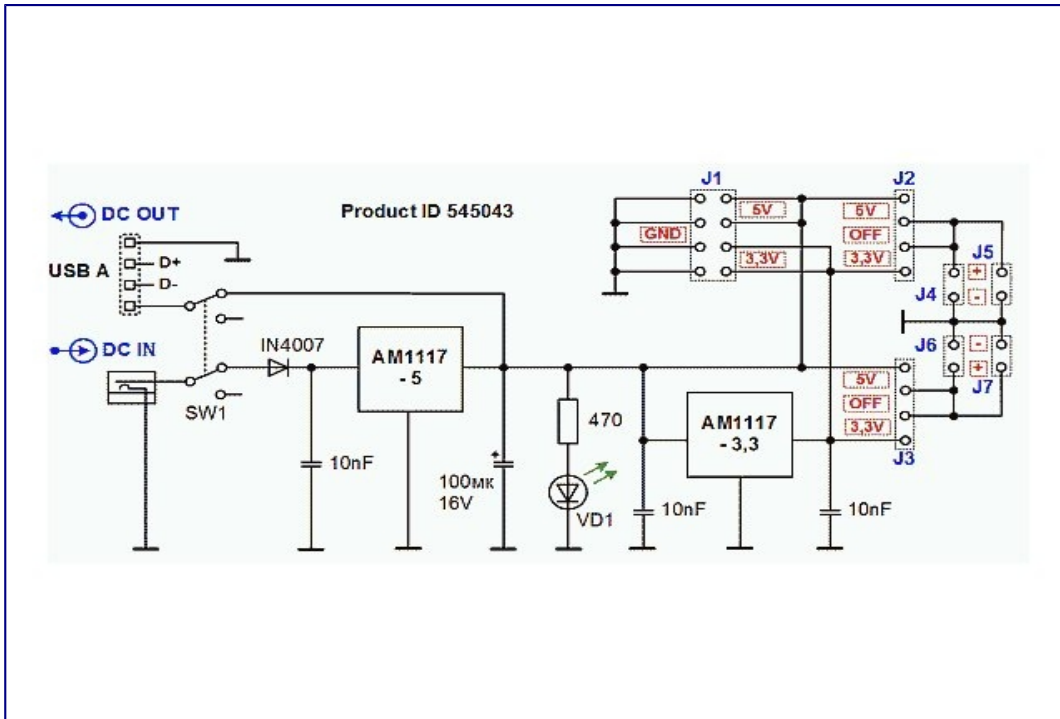 J1
J2
DC OUT
Product ID 545043
5V
5V
GND
OFF
J5
USB A
D+
3,3V
3,3V
+
D-
J4
-
DC IN
IN4007
AM1117
- 5
J6
-
5V
+
J7
SW1
470
AM1117
- 3,3
OFF
3,3V
J3
10nF
+
100мк
16V
VD1
10nF
10nF